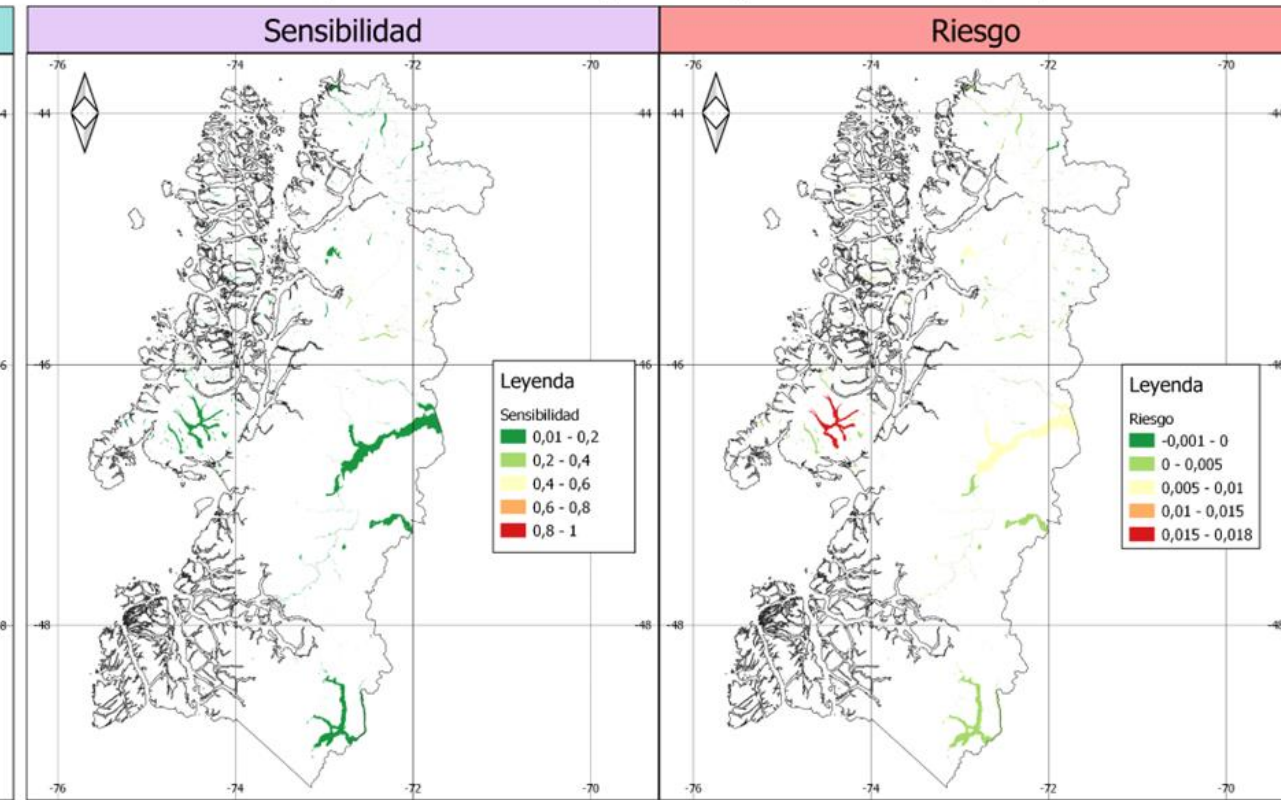 Sensibilidad
-76
-74
-72
-70
-44
-46
-48
-76
-74
-72
-70
Leyenda
Sensibilidad
0,01 - 0,2
0,2 - 0,4
0,4 - 0,6
0,6 - 0,8
0,8 - 1
Riesgo
-76
-74
-72
-70
-44
-46
-48
-76
-74
-72
-70
Leyenda
Riesgo
-0,001 - 0
0 - 0,005
0,005 - 0,01
0,01 - 0,015
0,015 - 0,018